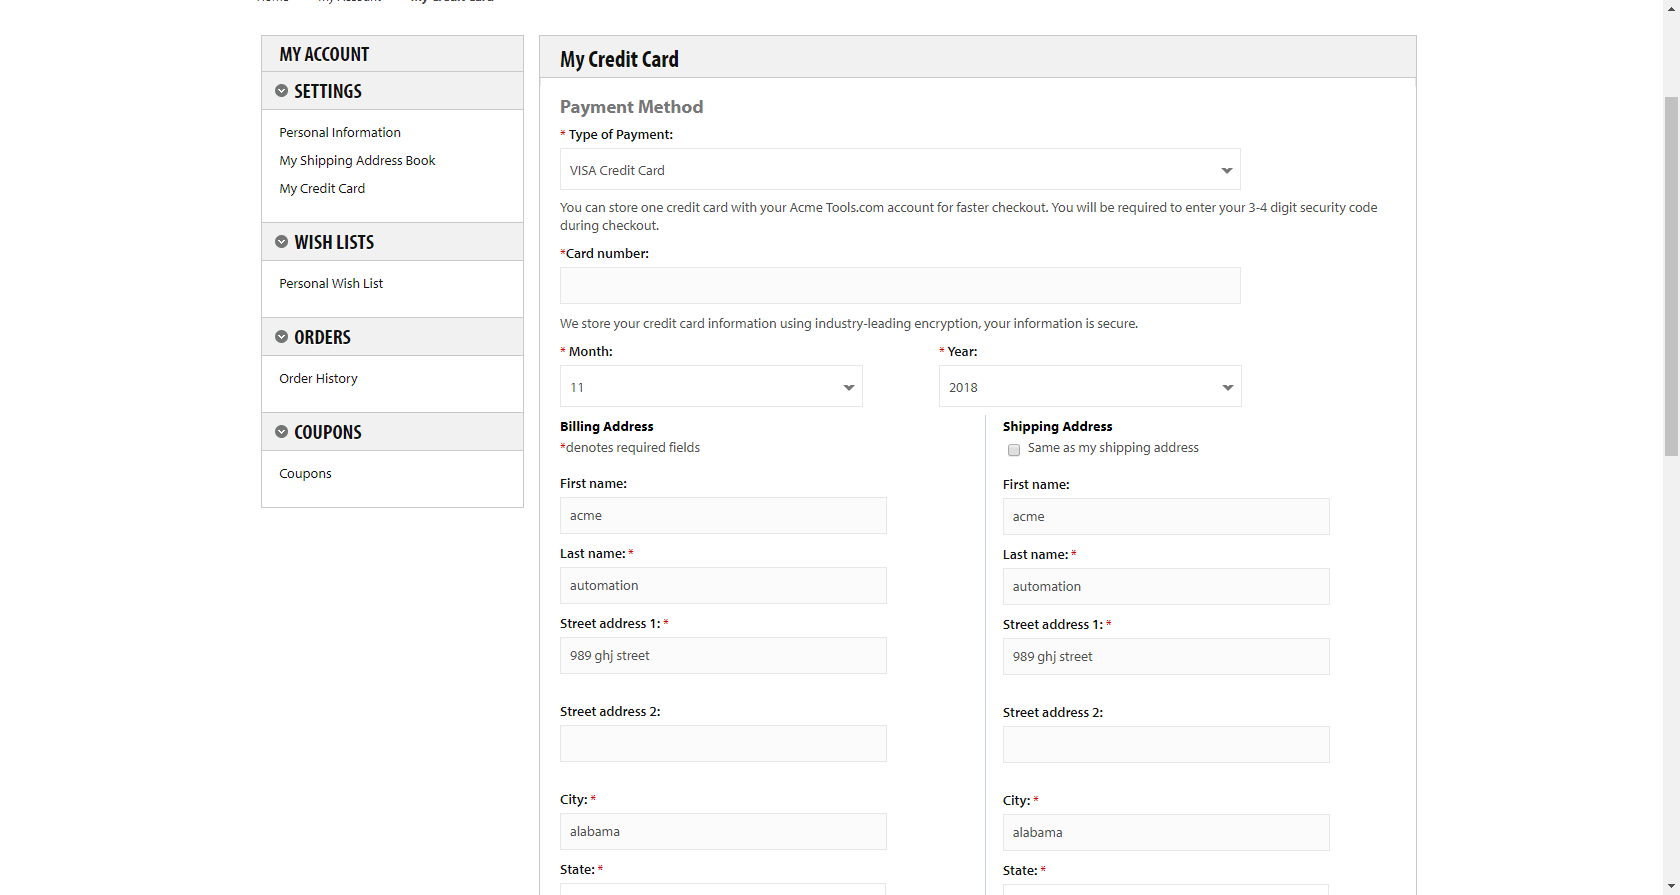 Home My Account My Credit Card
MY ACCOUNT
SETTINGS
Personal Information
My Shipping Address Book
My Credit Card
WISH LISTS
Personal Wish List
ORDERS
Order History
COUPONS
Coupons
My Credit Card
Payment Method
* Type of Payment:
VISA Credit Card
You can store one credit card with your Acme Tools.com account for faster checkout. You will be required to enter your 3-4 digit security code
during checkout.
*Card number:
We store your credit card information using industry-leading encryption, your information is secure.
* Month:
11
* Year:
2018
Billing Address
*denotes required fields
First name:
acme
Last name: *
automation
Street address 1: *
989 ghj street
Street address 2:
City: *
alabama
State: *
Shipping Address
Same as my shipping address
First name:
acme
Last name: *
automation
Street address 1: *
989 ghj street
Street address 2:
City: *
alabama
State: *